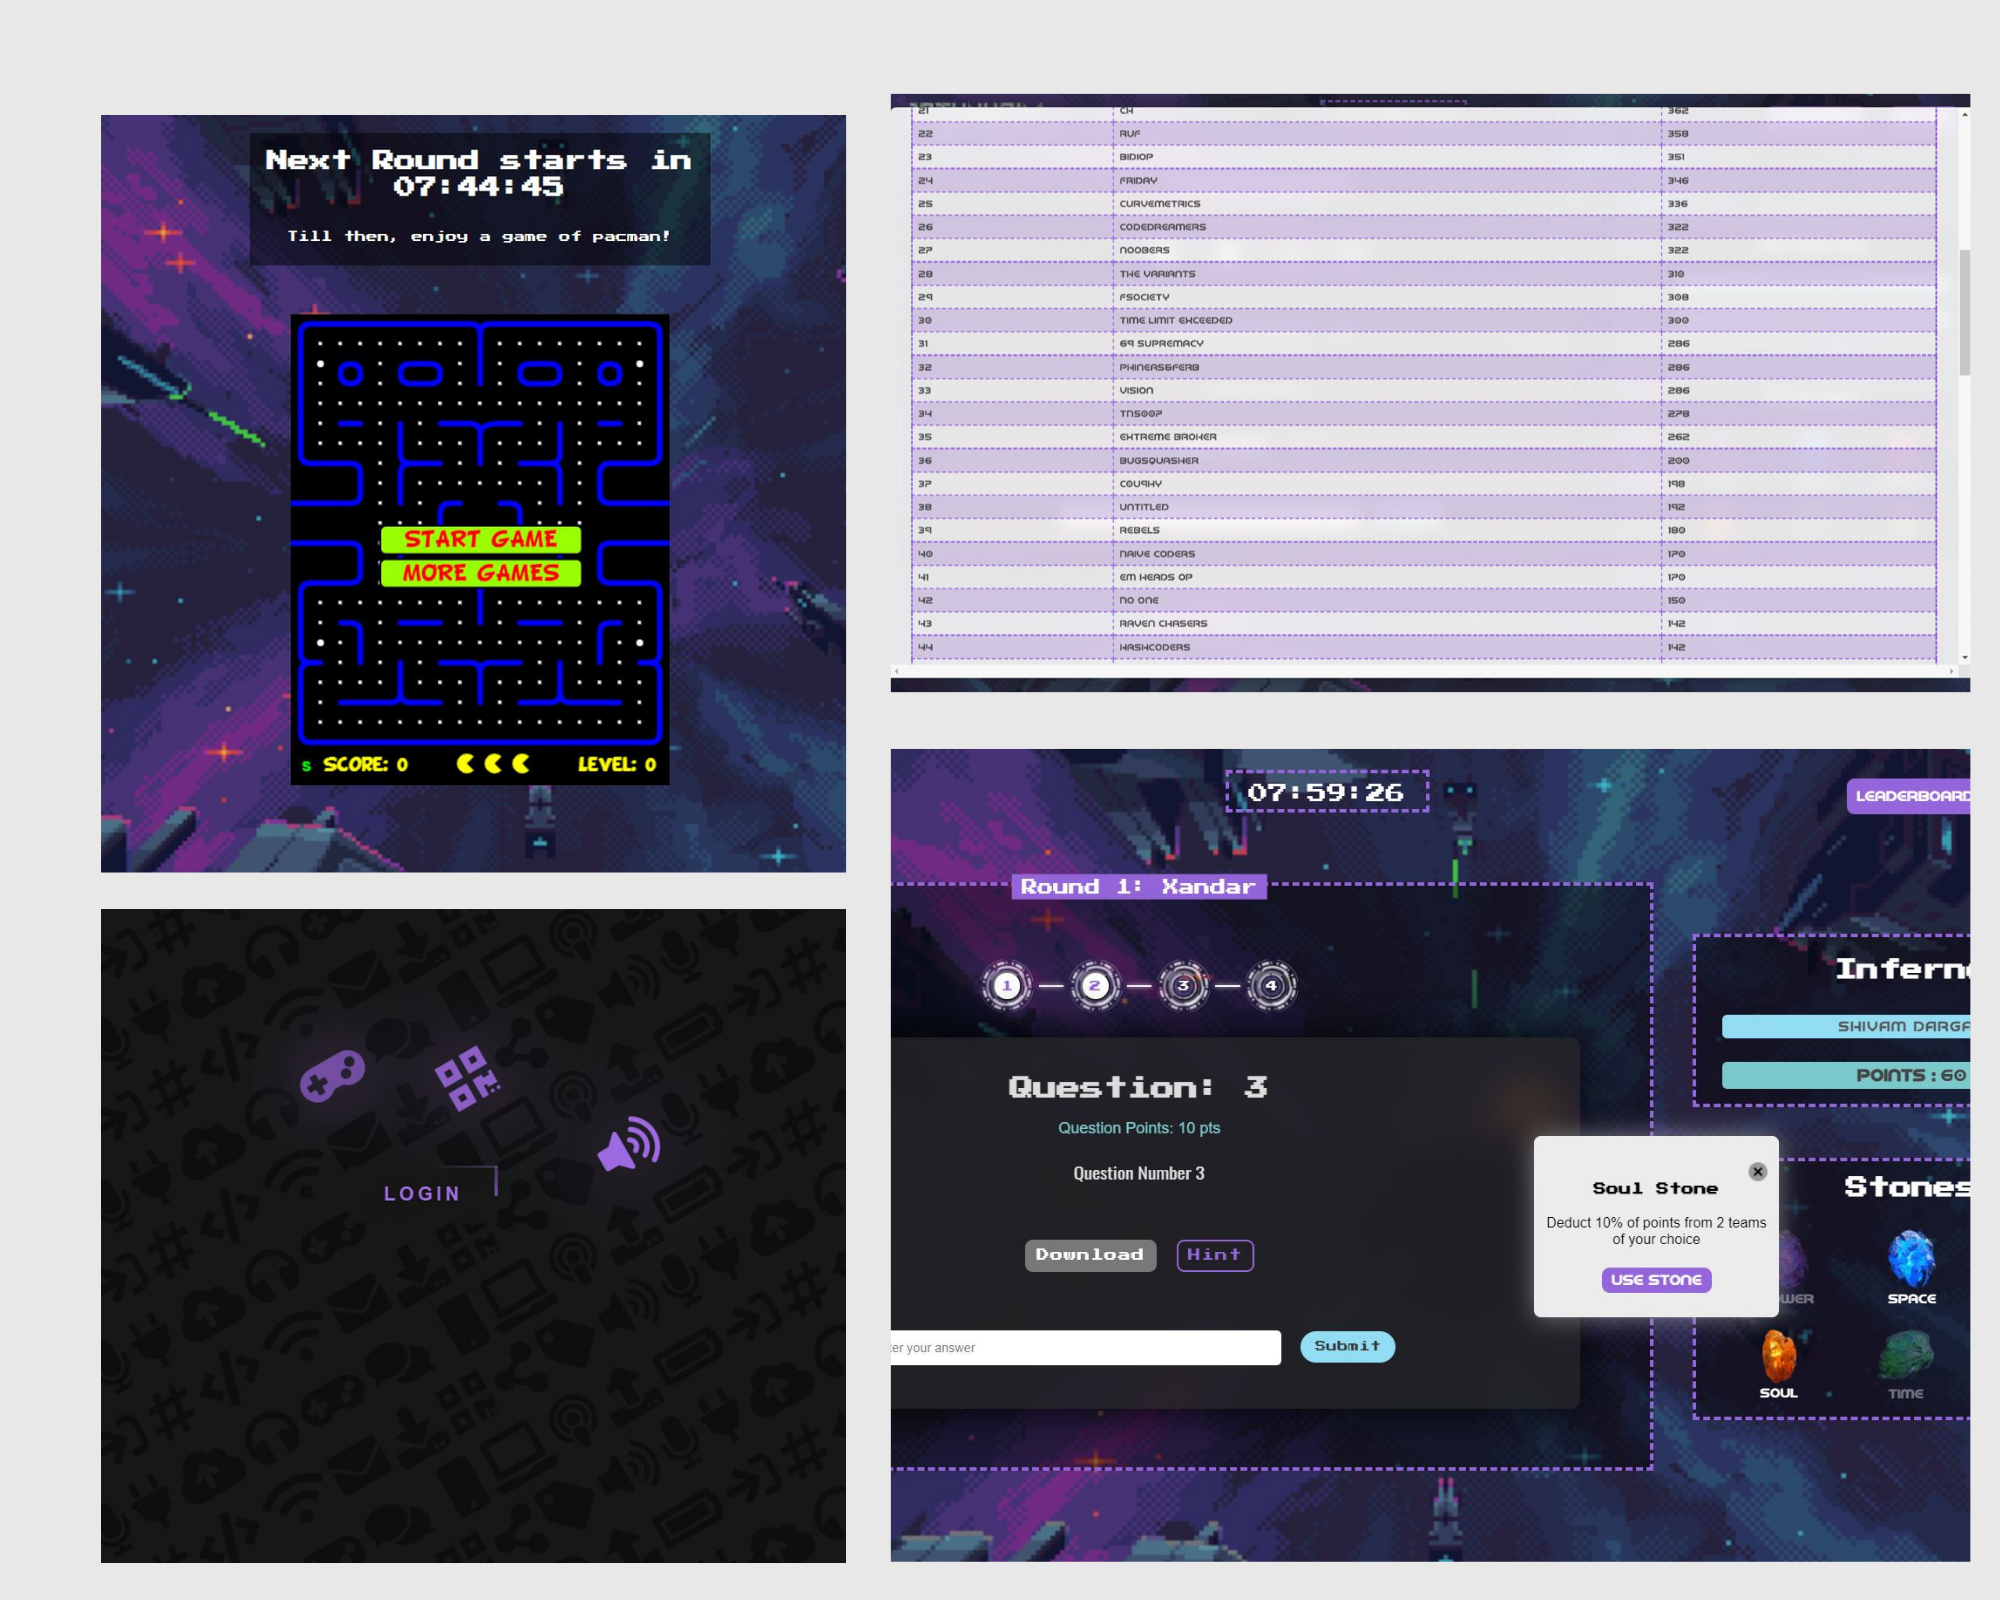 Next Round starts in
07:44:45
Till then, enjoy a game of pacman!
START GAME
MORE GAMES
S SCORE: 0 LEVEL: 0
21 CH 362
22 RUF 358
23 BIDIOP 351
24 FRIDAY 346
25 CURVEMETRICS 336
26 CODEDREAMERS 322
27 NOOBERS 322
28 THE VARIANTS 310
29 FSOCIETY 308
30 TIME LIMIT EXCEEDED 300
31 69 SUPREMACY 286
32 PHINEAS&FERB 286
33 VISION 286
34 TNS007 278
35 EXTREME BROKER 262
36 BUGSQUASHER 200
37 COU9HY 198
38 UNTITLED 192
39 REBELS 180
40 NAIVE CODERS 170
41 EM HEADS OP 170
42 NO ONE 150
43 RAVEN CHASERS 142
44 HASHCODERS 142
LOGIN
07:59:26
LEADERBOARD
Round 1: Xandar
1 2 3 4
Question: 3
Question Points: 10 pts
Question Number 3
Download Hint
er your answer
Submit
Infern
SHIVAM DARGA
POINTS : 60
Soul Stone
Deduct 10% of points from 2 teams
of your choice
USE STONE
Stones
WER SPACE
SOUL TIME